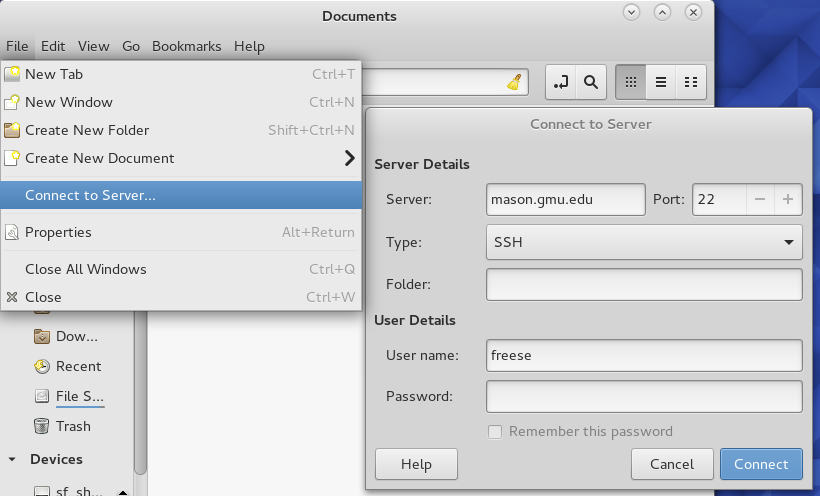 Documents
File Edit View Go Bookmarks Help
New Tab Ctrl+T
New Window Ctrl+N
Create New Folder Shift+Ctrl+N
Create New Document
Connect to Server...
Properties Alt+Return
Close All Windows Ctrl+Q
Close Ctrl+W
Dow...
Recent
File S...
Trash
Devices
sf_sh...
Connect to Server
Server Details
Server: mason.gmu.edu Port: 22
Type: SSH
Folder:
User Details
User name: freese
Password:
Remember this password
Help Cancel Connect